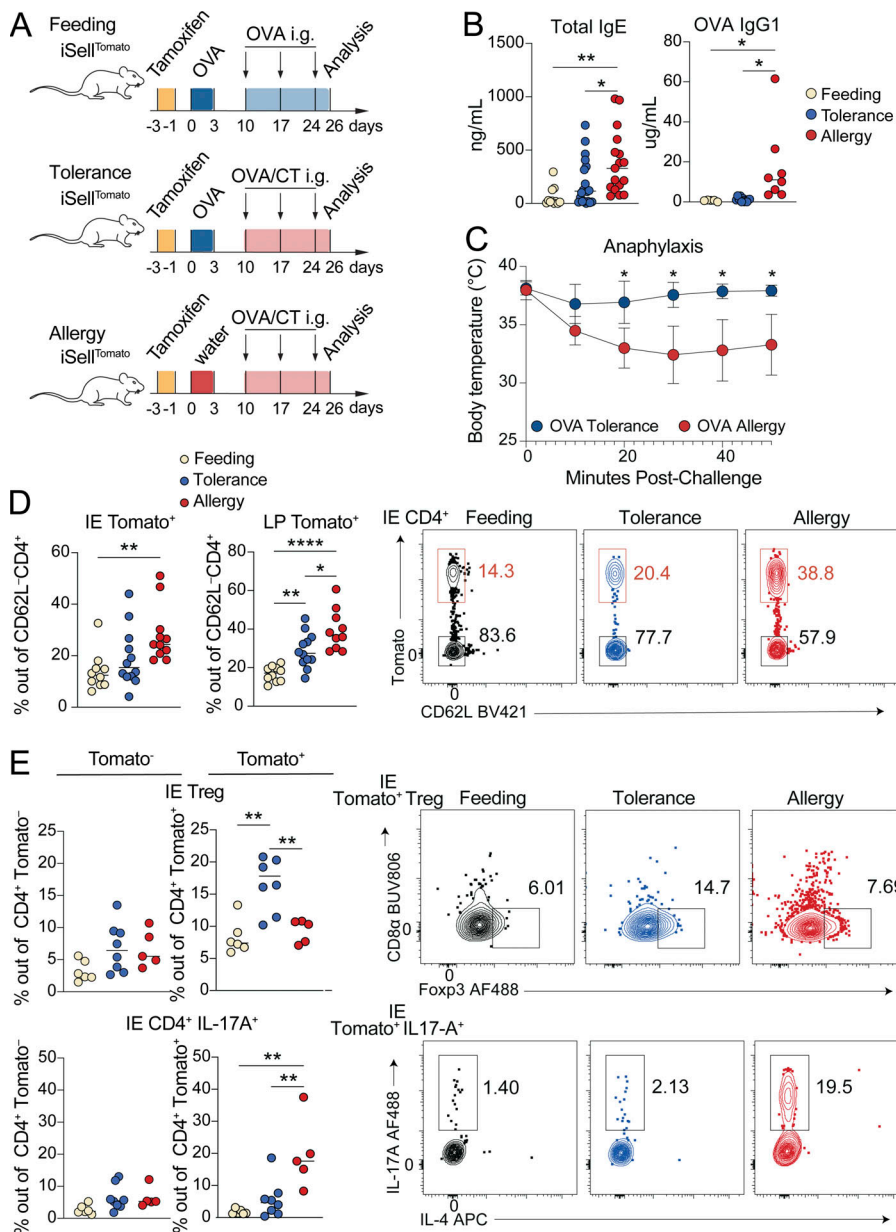 A
Feeding
iSell^Tomato
Tamoxifen
OVA
OVA i.g.
Analysis
-3 -1 0 3 10 17 24 26 days
Tolerance
iSell^Tomato
Tamoxifen
OVA
OVA/CT i.g.
Analysis
-3 -1 0 3 10 17 24 26 days
Allergy
iSell^Tomato
Tamoxifen
water
OVA/CT i.g.
Analysis
-3 -1 0 3 10 17 24 26 days
B
Total IgE
ng/mL
1500
1000
500
0
**
*
OVA IgG1
ug/mL
80
60
40
20
0
*
*
Feeding
Tolerance
Allergy
C
Anaphylaxis
Body temperature (°C)
40
37
33
25
* * * *
OVA Tolerance OVA Allergy
0 20 40
Minutes Post-Challenge
Feeding
Tolerance
Allergy
D
IE Tomato⁺
% out of CD62L⁻CD4⁺
60
40
20
0
**
LP Tomato⁺
% out of CD62L⁻CD4⁺
80
60
40
20
0
****
*
**
IE CD4⁺
Feeding Tolerance Allergy
Tomato
14.3 20.4 38.8
83.6 77.7 57.9
0
0
CD62L BV421
E
Tomato⁻ Tomato⁺
IE Treg
% out of CD4⁺ Tomato⁻
25
20
15
10
5
0
% out of CD4⁺ Tomato⁺
25
20
15
10
5
0
** **
IE
Tomato⁺ Treg
Feeding Tolerance Allergy
CD8α BUV806
6.01 14.7 7.69
0
0
Foxp3 AF488
IE CD4⁺ IL-17A⁺
% out of CD4⁺ Tomato⁻
50
40
30
20
10
0
% out of CD4⁺ Tomato⁺
50
40
30
20
10
0
**
**
IE
Tomato⁺ IL17-A⁺
IL-17A AF488
1.40 2.13 19.5
0
0
IL-4 APC